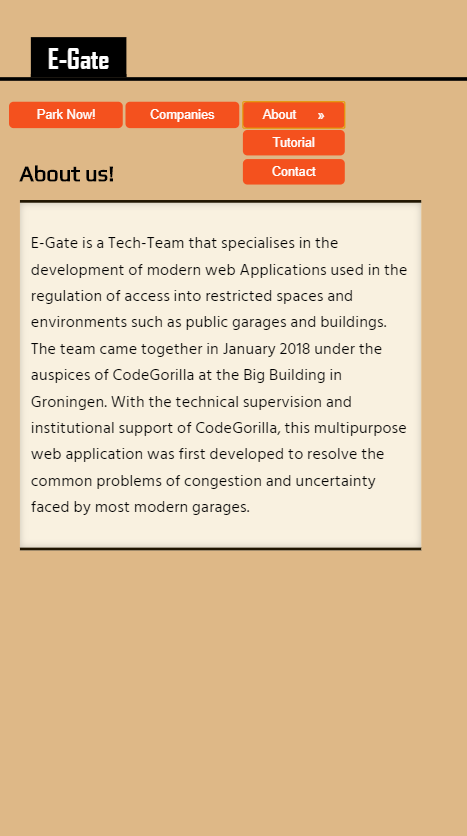 E-Gate
Park Now!
Companies
About »
Tutorial
Contact
About us!
E-Gate is a Tech-Team that specialises in the
development of modern web Applications used in the
regulation of access into restricted spaces and
environments such as public garages and buildings.
The team came together in January 2018 under the
auspices of CodeGorilla at the Big Building in
Groningen. With the technical supervision and
institutional support of CodeGorilla, this multipurpose
web application was first developed to resolve the
common problems of congestion and uncertainty
faced by most modern garages.